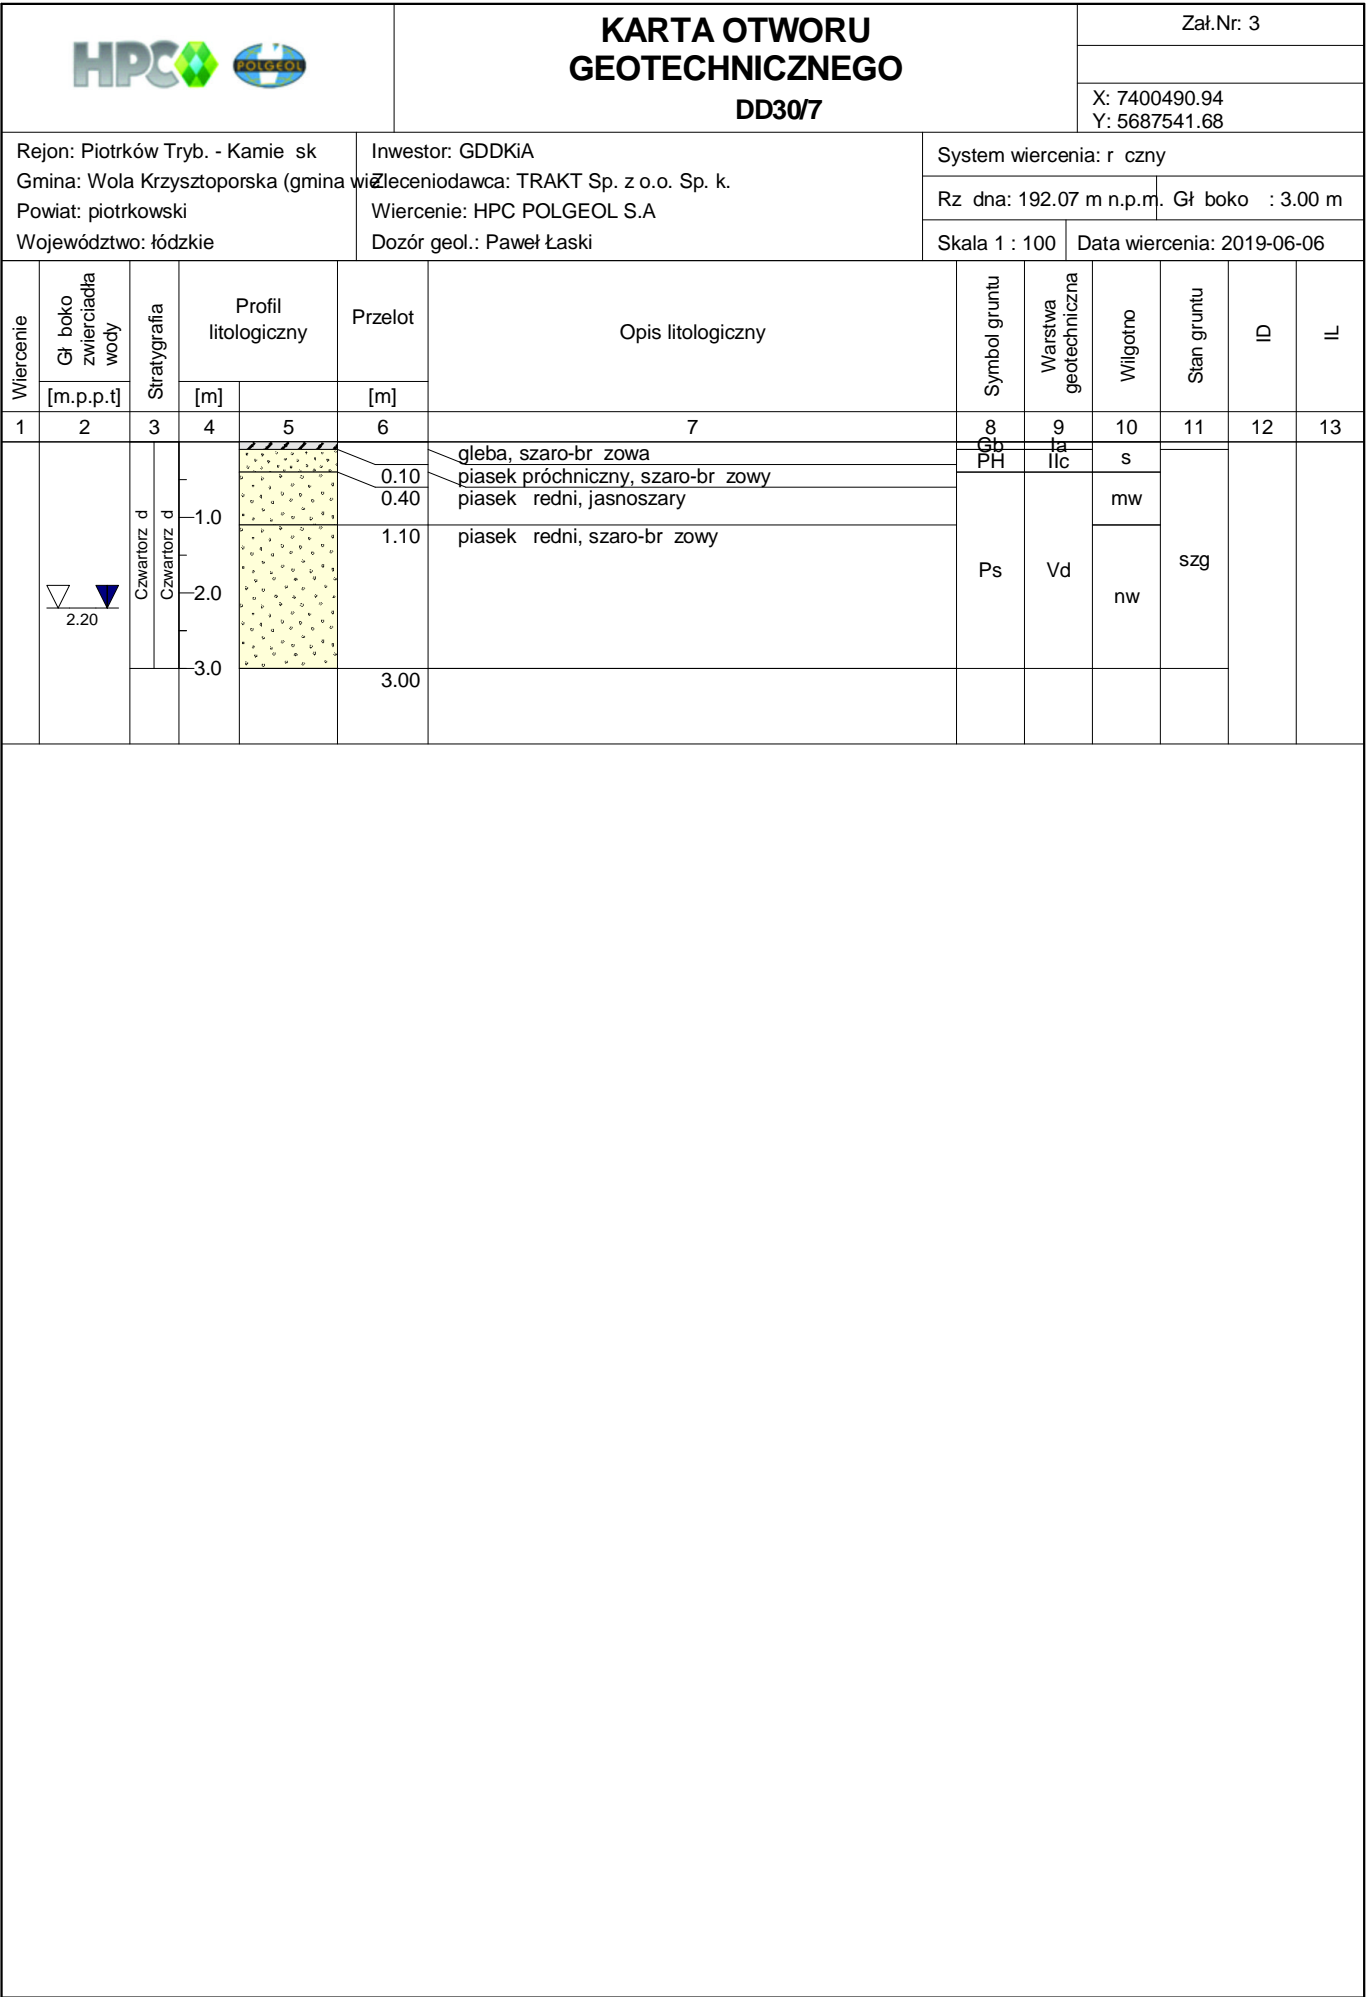 HPC POLGEOL
KARTA OTWORU
GEOTECHNICZNEGO
DD30/7
Zał.Nr: 3
X: 7400490.94
Y: 5687541.68
Rejon: Piotrków Tryb. - Kamie sk
Gmina: Wola Krzysztoporska (gmina wie
Powiat: piotrkowski
Województwo: łódzkie
Inwestor: GDDKiA
Zleceniodawca: TRAKT Sp. z o.o. Sp. k.
Wiercenie: HPC POLGEOL S.A
Dozór geol.: Paweł Łaski
System wiercenia: r czny
Rz dna: 192.07 m n.p.m. Gł boko : 3.00 m
Skala 1 : 100 Data wiercenia: 2019-06-06
Wiercenie
Gł boko
zwierciadła
wody
[m.p.p.t]
Stratygrafia
Profil
litologiczny
[m]
Przelot
[m]
Opis litologiczny
Symbol gruntu
Warstwa
geotechniczna
Wilgotno
Stan gruntu
ID
IL
1 2 3 4 5 6 7 8 9 10 11 12 13
gleba, szaro-br zowa Gb Ia
0.10 piasek próchniczny, szaro-br zowy PH IIc s
0.40 piasek redni, jasnoszary mw
1.0
1.10 piasek redni, szaro-br zowy
Czwartorz d
Czwartorz d
Ps Vd szg
2.0 nw
2.20
3.0
3.00